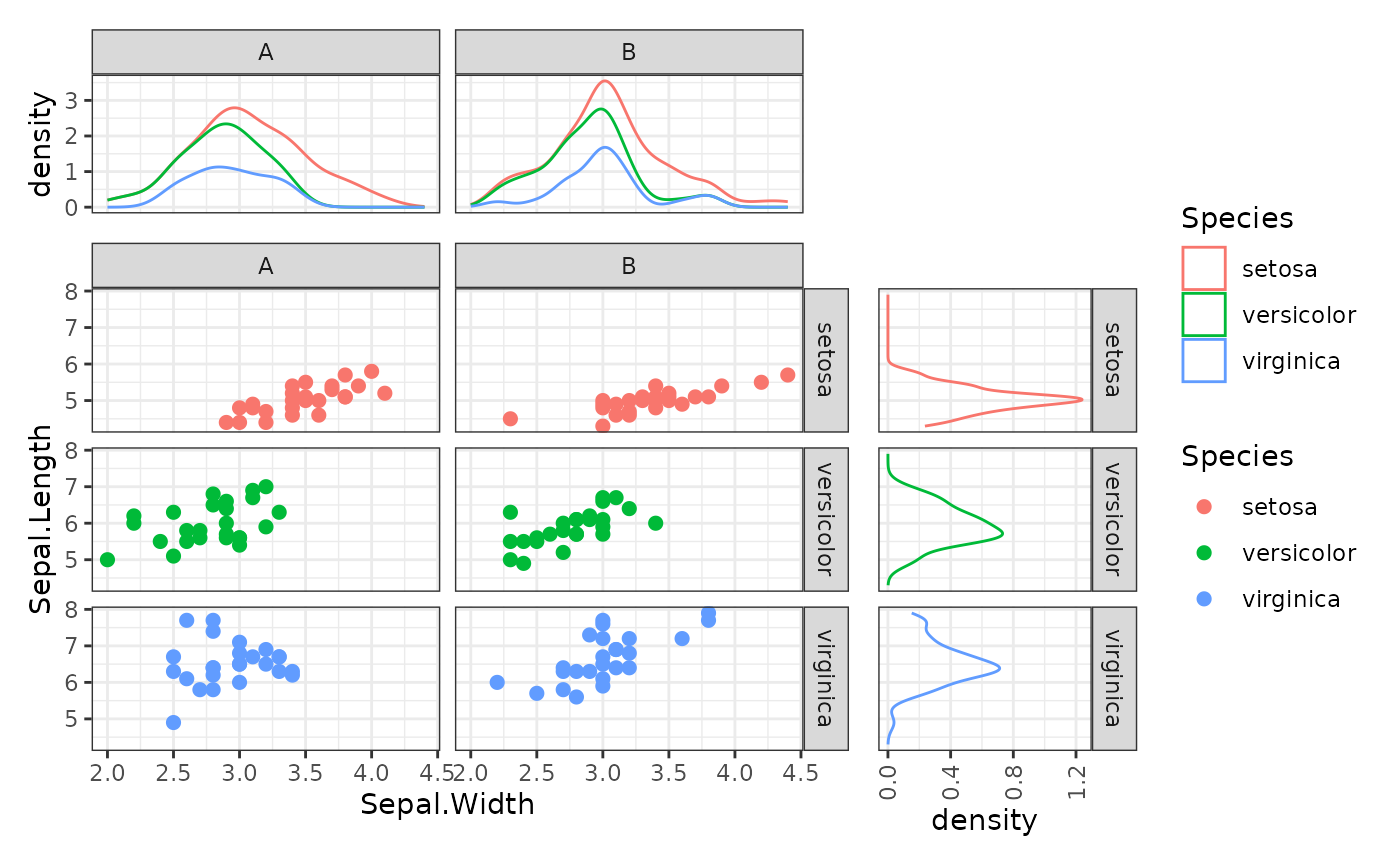 A B
density
3
2
1
0
A B
Sepal.Length
8
7
6
5
setosa setosa
8
7
6
5
versicolor versicolor
8
7
6
5
virginica virginica
2.0 2.5 3.0 3.5 4.0 4.5 2.0 2.5 3.0 3.5 4.0 4.5
Sepal.Width
0.0 0.4 0.8 1.2
density
Species
setosa
versicolor
virginica
Species
setosa
versicolor
virginica